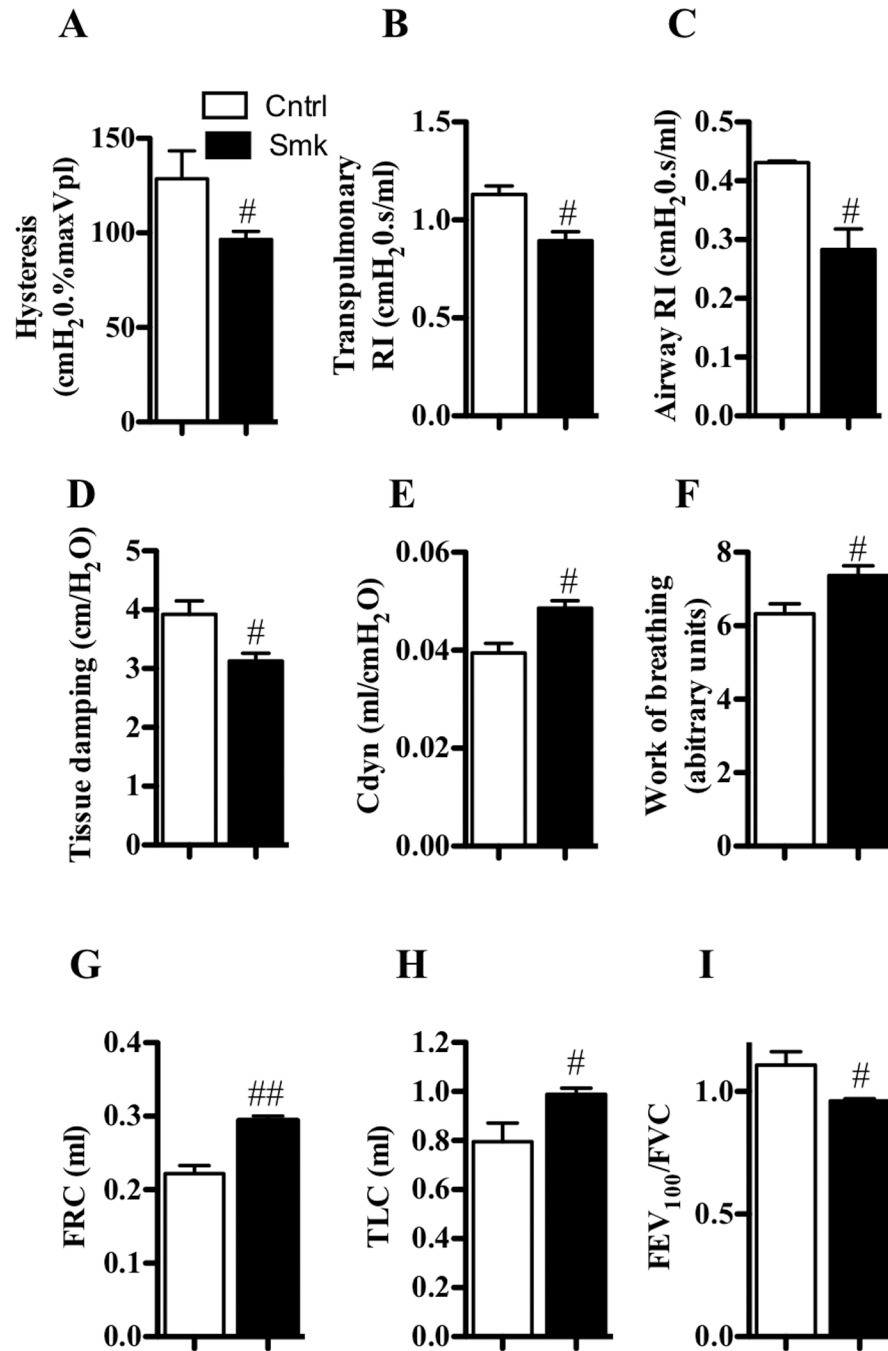 A
B
C
Cntrl
Smk
150
100
50
0
Hysteresis
(cmH20.%maxVpl)
#
1.5
1.0
0.5
0.0
Transpulmonary
RI (cmH20.s/ml)
#
0.5
0.4
0.3
0.2
0.1
0.0
Airway RI (cmH20.s/ml)
#
D
E
F
5
4
3
2
1
0
Tissue damping (cm/H2O)
#
0.06
0.04
0.02
0.00
Cdyn (ml/cmH2O)
#
8
6
4
2
0
Work of breathing
(abitrary units)
#
G
H
I
0.4
0.3
0.2
0.1
0.0
FRC (ml)
##
1.2
1.0
0.8
0.6
0.4
0.2
0.0
TLC (ml)
#
1.0
0.5
0.0
FEV100/FVC
#